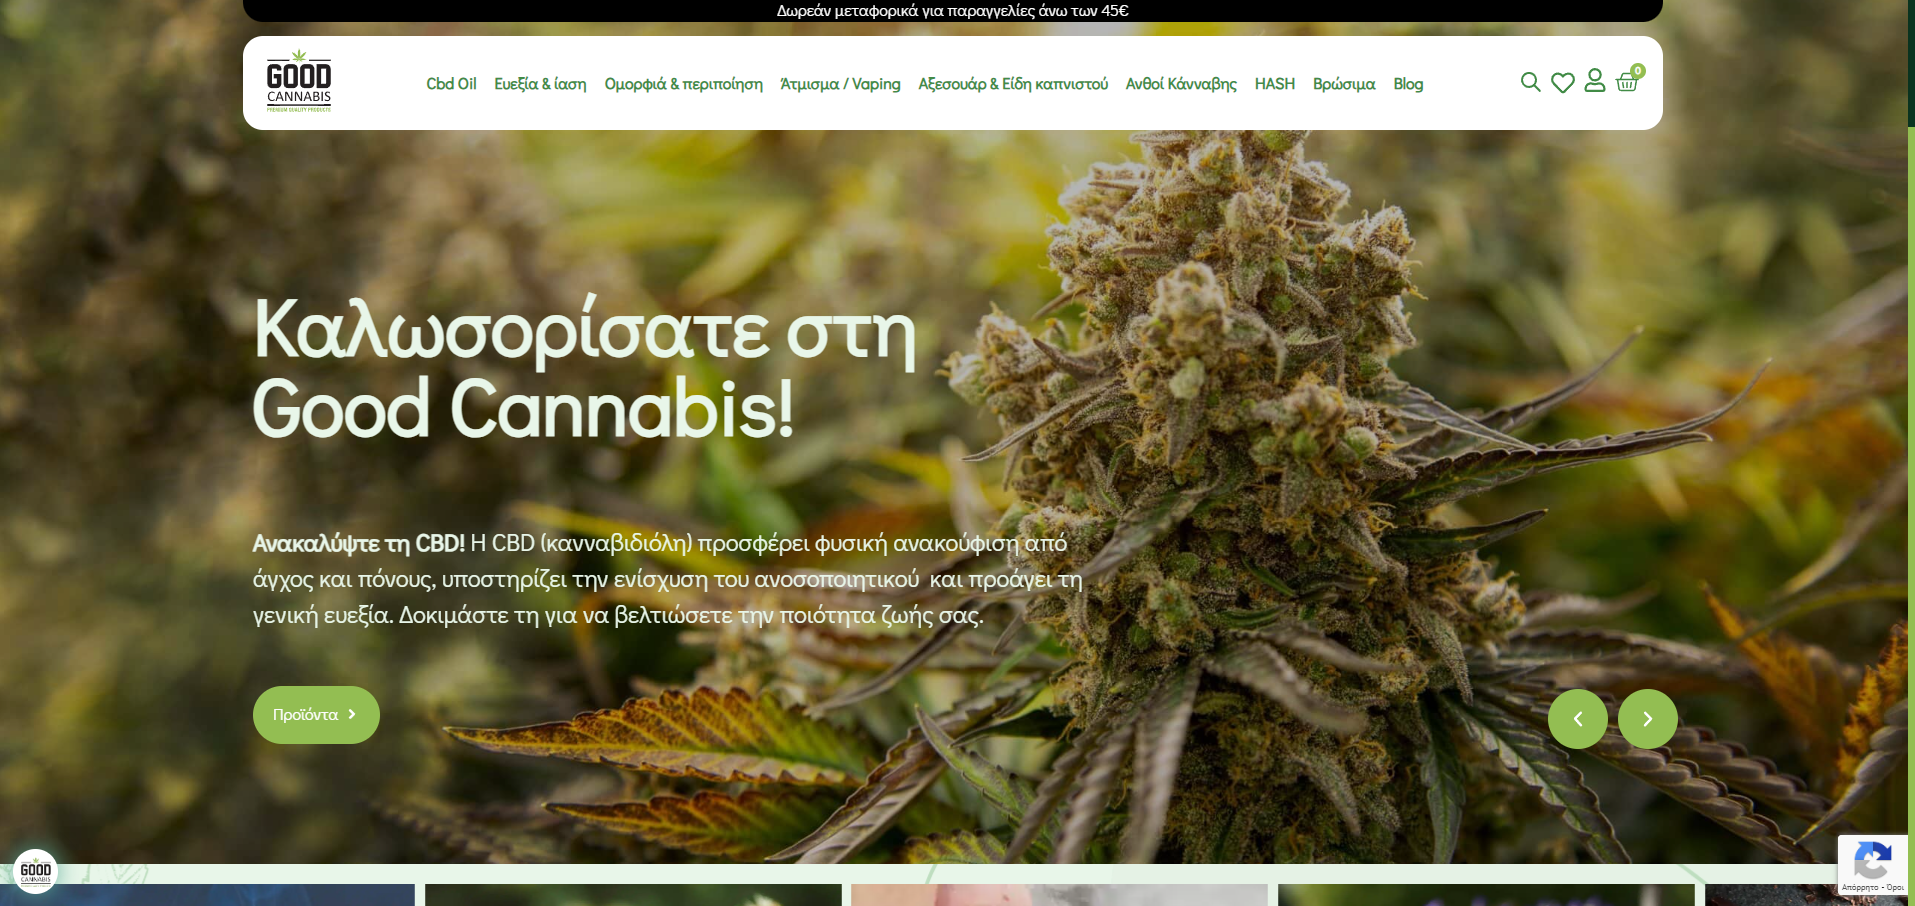 Δωρεάν μεταφορικά για παραγγελίες άνω των 45€
GOOD
CANNABIS
PREMIUM QUALITY PRODUCTS
Cbd Oil Ευεξία & ίαση Ομορφιά & περιποίηση Άτμισμα / Vaping Αξεσουάρ & Είδη καπνιστού Ανθοί Κάνναβης HASH Βρώσιμα Blog
0
Καλωσορίσατε στη
Good Cannabis!
Ανακαλύψτε τη CBD! Η CBD (κανναβιδιόλη) προσφέρει φυσική ανακούφιση από
άγχος και πόνους, υποστηρίζει την ενίσχυση του ανοσοποιητικού και προάγει τη
γενική ευεξία. Δοκιμάστε τη για να βελτιώσετε την ποιότητα ζωής σας.
Προϊόντα
GOOD
CANNABIS
Απόρρητο - Όροι